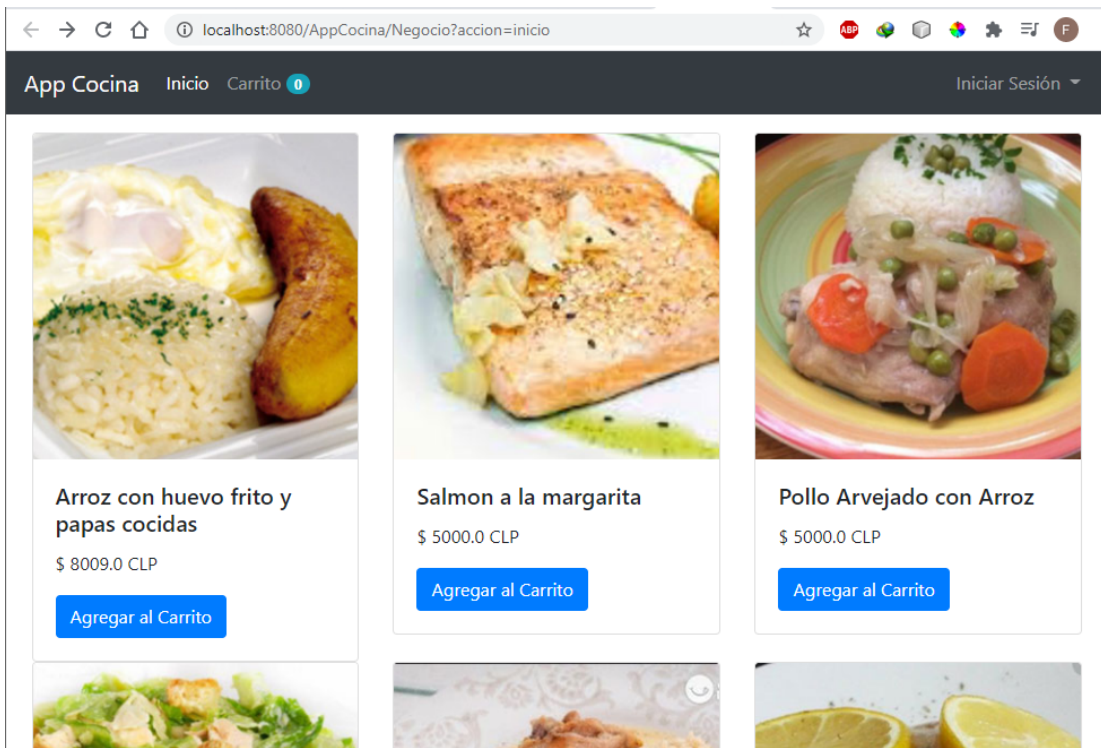 localhost:8080/AppCocina/Negocio?accion=inicio
ABP
F
App Cocina Inicio Carrito 0 Iniciar Sesión
Arroz con huevo frito y
papas cocidas
$ 8009.0 CLP
Agregar al Carrito
Salmon a la margarita
$ 5000.0 CLP
Agregar al Carrito
Pollo Arvejado con Arroz
$ 5000.0 CLP
Agregar al Carrito